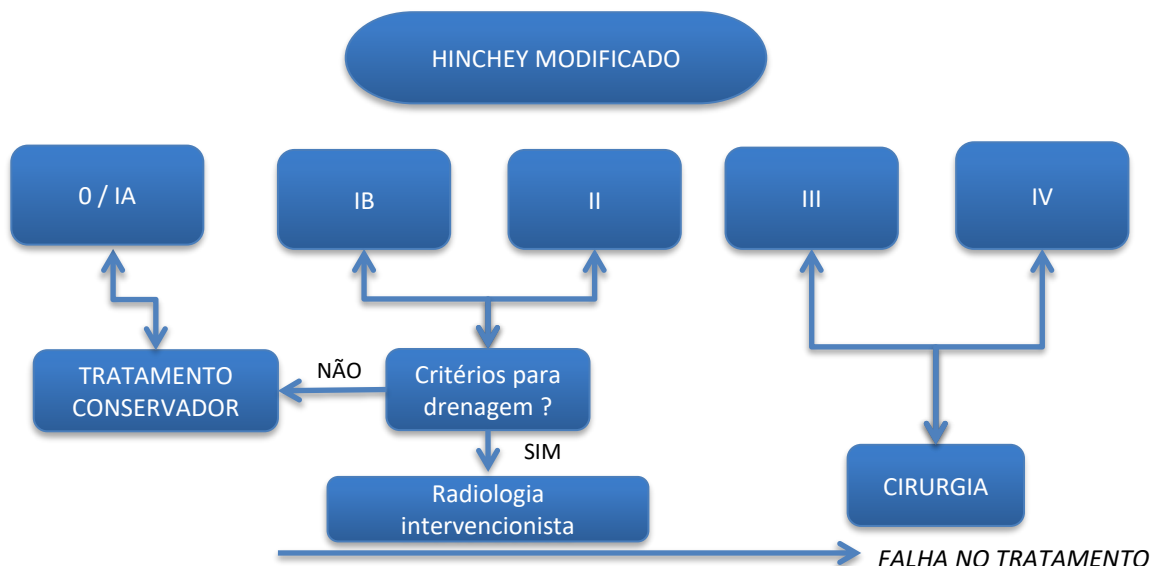 HINCHEY MODIFICADO
0 / IA
IB
II
III
IV
TRATAMENTO
CONSERVADOR
NÃO
Critérios para
drenagem ?
SIM
Radiologia
intervencionista
CIRURGIA
FALHA NO TRATAMENTO